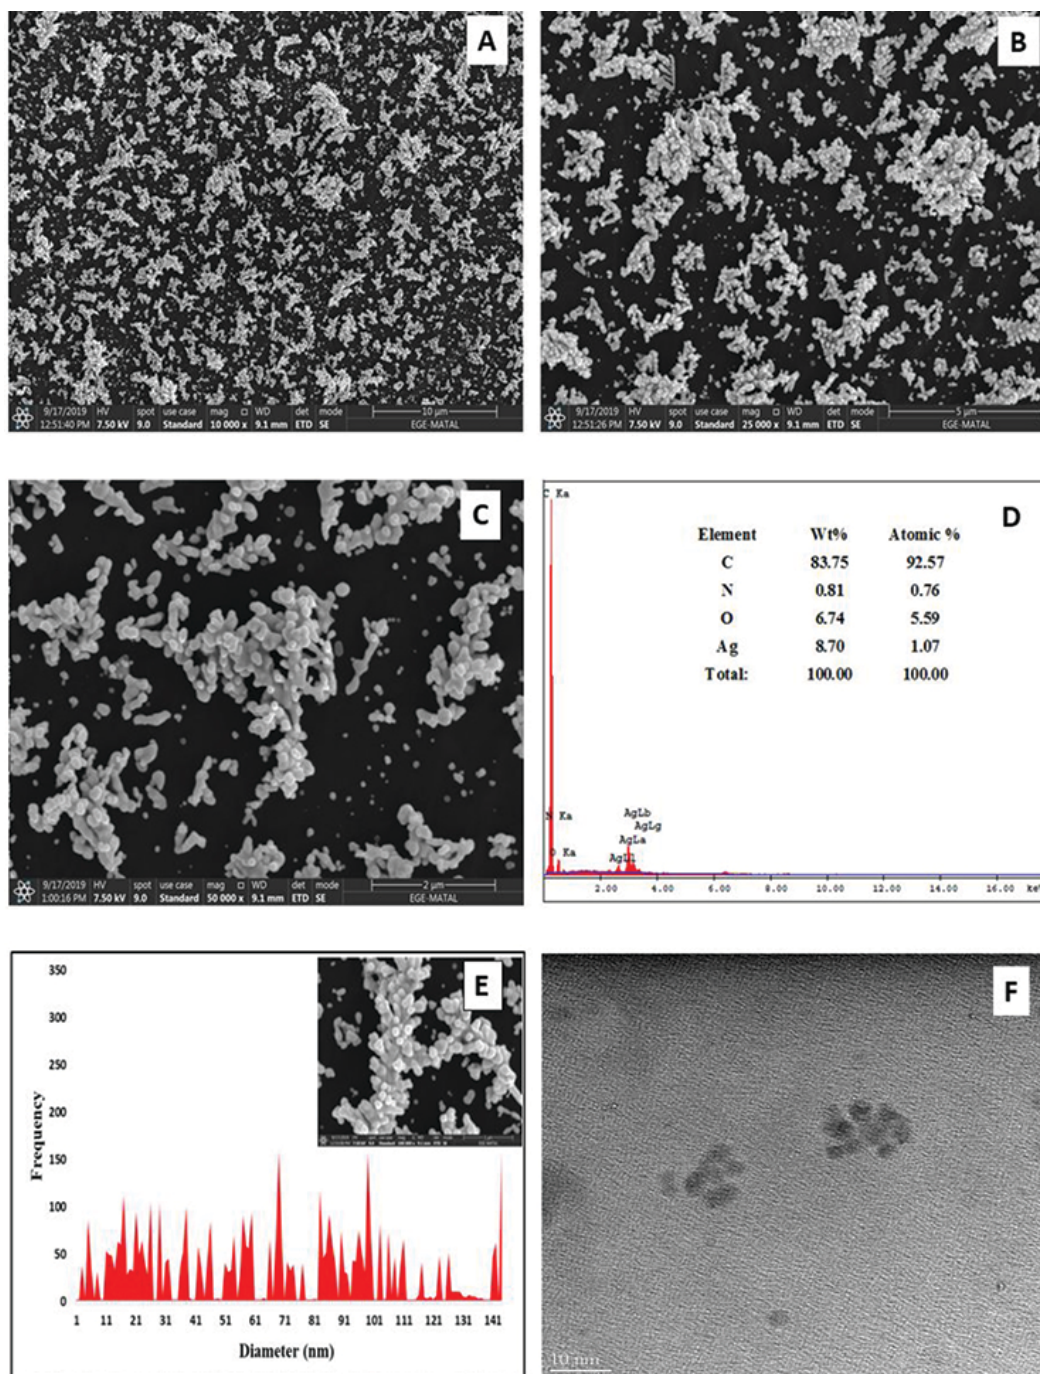 A
9/17/2019 HV spot use case mag □ WD det mode 10 µm
12:51:40 PM 7.50 kV 9.0 Standard 10 000 x 9.1 mm ETD SE EGE-MATAL
B
9/17/2019 HV spot use case mag □ WD det mode 5 µm
12:51:26 PM 7.50 kV 9.0 Standard 25 000 x 9.1 mm ETD SE EGE-MATAL
C
9/17/2019 HV spot use case mag □ WD det mode 2 µm
1:00:16 PM 7.50 kV 9.0 Standard 50 000 x 9.1 mm ETD SE EGE-MATAL
D
C Ka
Element Wt% Atomic %
C 83.75 92.57
N 0.81 0.76
O 6.74 5.59
Ag 8.70 1.07
Total: 100.00 100.00
N Ka
O Ka
AgLb
AgLg
AgLa
AgLl
2.00 4.00 6.00 8.00 10.00 12.00 14.00 16.00 ke
E
350
300
250
200
150
100
50
0
Frequency
1 11 21 31 41 51 61 71 81 91 101 111 121 131 141
Diameter (nm)
F
10 nm